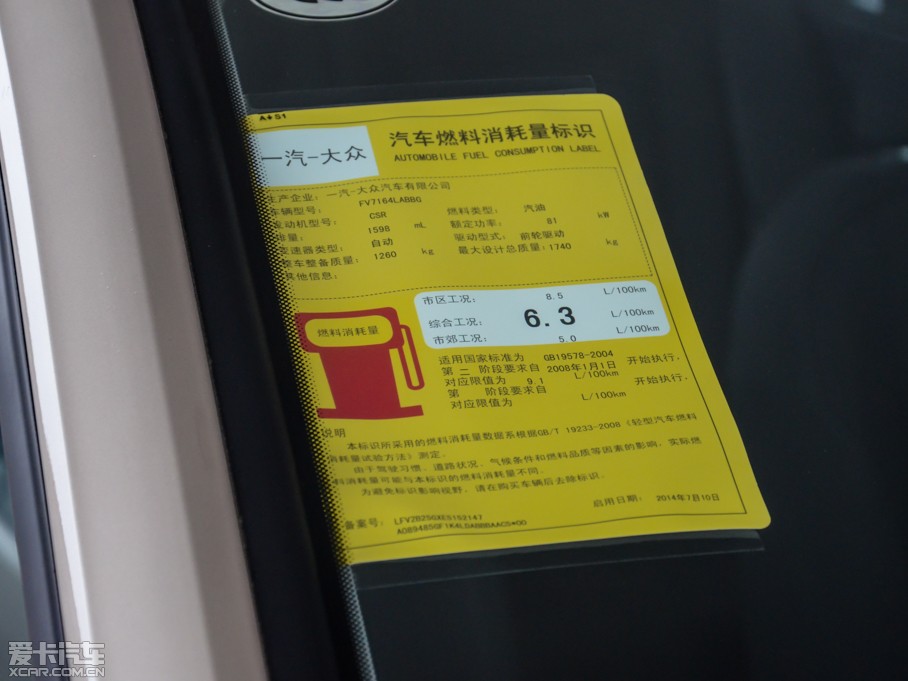 A♦S1
汽车燃料消耗量标识
一汽-大众
AUTOMOBILE FUEL CONSUMPTION LABEL
生产企业：一汽-大众汽车有限公司
车辆型号： FV7164LABBG
发动机型号： CSR 燃料类型： 汽油
排量： 1598 mL 额定功率： 81 kW
变速器类型： 自动 驱动型式： 前轮驱动
整车整备质量： 1260 kg 最大设计总质量：1740 kg
其他信息：
市区工况： 8.5 L/100km
综合工况： 6.3 L/100km
市郊工况： 5.0 L/100km
燃料消耗量
适用国家标准为 GB19578-2004
第 二 阶段要求自 2008年1月1日 开始执行，
对应限值为 9.1 L/100km
第 阶段要求自 开始执行，
对应限值为 L/100km
说明
本标识所采用的燃料消耗量数据系根据GB/T 19233-2008《轻型汽车燃料
消耗量试验方法》测定。
由于驾驶习惯、道路状况、气候条件和燃料品质等因素的影响，实际燃
料消耗量可能与本标识的燃料消耗量不同。
为避免标识影响视野，请在购买车辆后去除标识。
备案号： 启用日期： 2014年7月10日
爱卡汽车
XCAR.COM.CN